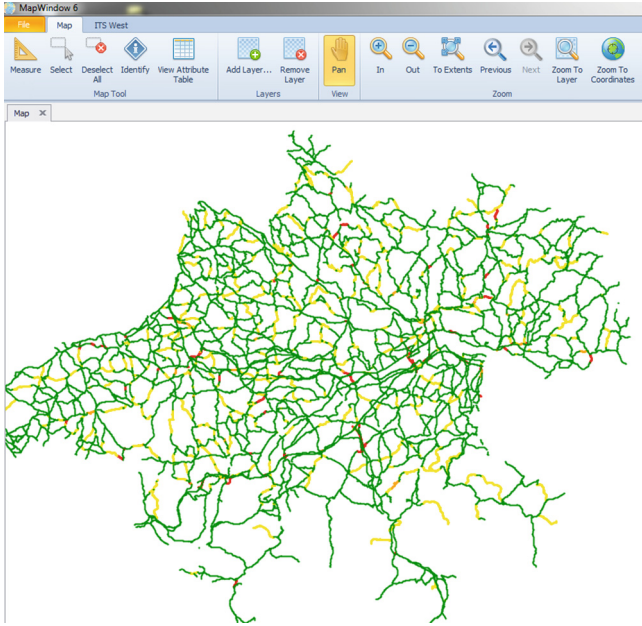 MapWindow 6
File Map ITS West
Measure Select Deselect All Identify View Attribute Table Add Layer... Remove Layer Pan In Out To Extents Previous Next Zoom To Layer Zoom To Coordinates
Map Tool Layers View Zoom
Map